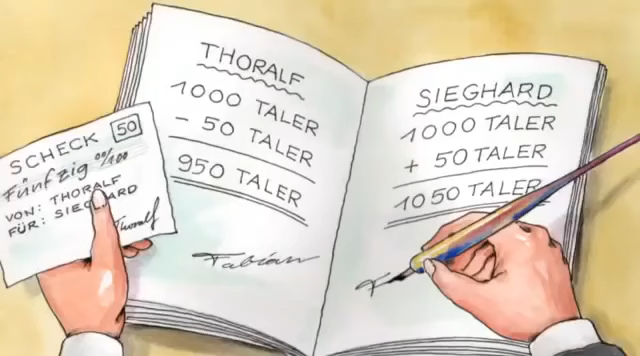 SCHECK 50
Fünfzig 00/100
VON: THORALF
FÜR: SIEGHARD
Thoralf
THORALF
1000 TALER
- 50 TALER
950 TALER
Fabian
SIEGHARD
1000 TALER
+ 50 TALER
1050 TALER
F